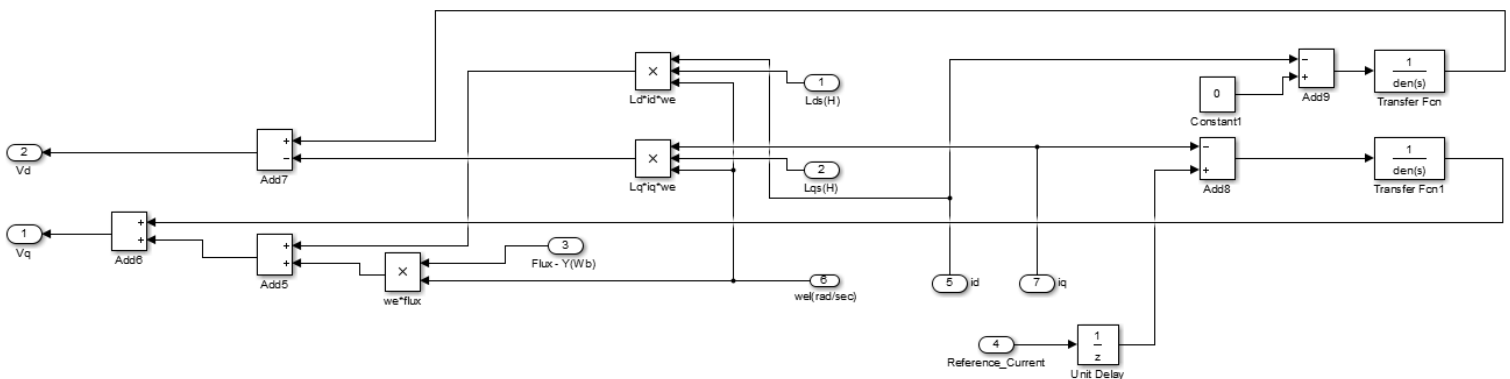 1
den(s)
Transfer Fcn
−
+
Add9
0
Constant1
×
Ld*id*we
1
Lds(H)
2
Vd
+
−
Add7
×
Lq*iq*we
2
Lqs(H)
−
+
Add8
1
den(s)
Transfer Fcn1
1
Vq
+
+
Add6
+
+
Add5
×
we*flux
3
Flux - Y(Wb)
6
wel(rad/sec)
5
id
7
iq
4
Reference_Current
1
z
Unit Delay